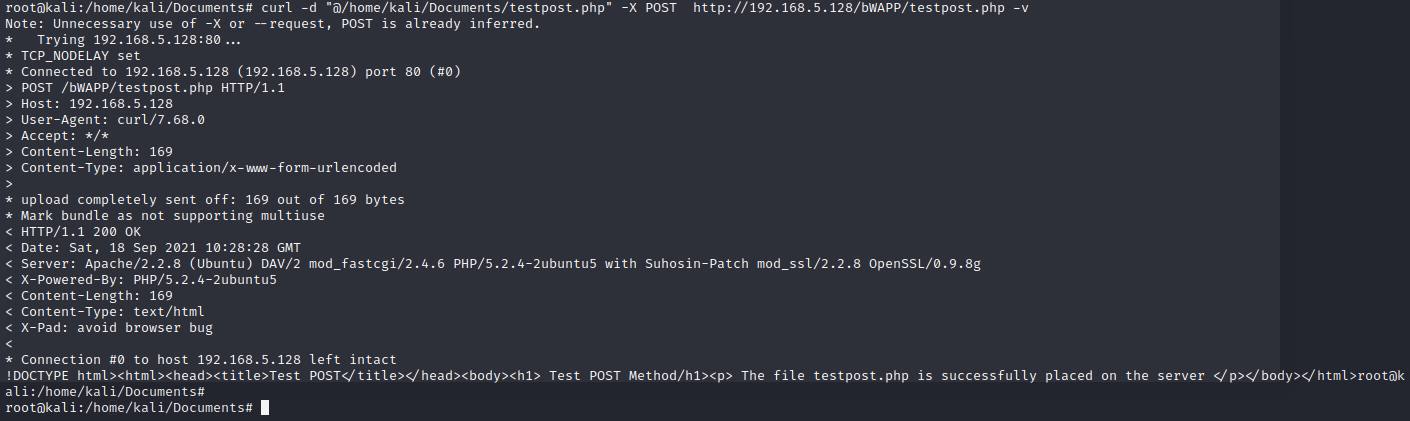 root@kali:/home/kali/Documents# curl -d "@/home/kali/Documents/testpost.php" -X POST  http://192.168.5.128/bWAPP/testpost.php -v
Note: Unnecessary use of -X or --request, POST is already inferred.
*   Trying 192.168.5.128:80...
* TCP_NODELAY set
* Connected to 192.168.5.128 (192.168.5.128) port 80 (#0)
> POST /bWAPP/testpost.php HTTP/1.1
> Host: 192.168.5.128
> User-Agent: curl/7.68.0
> Accept: */*
> Content-Length: 169
> Content-Type: application/x-www-form-urlencoded
>
* upload completely sent off: 169 out of 169 bytes
* Mark bundle as not supporting multiuse
< HTTP/1.1 200 OK
< Date: Sat, 18 Sep 2021 10:28:28 GMT
< Server: Apache/2.2.8 (Ubuntu) DAV/2 mod_fastcgi/2.4.6 PHP/5.2.4-2ubuntu5 with Suhosin-Patch mod_ssl/2.2.8 OpenSSL/0.9.8g
< X-Powered-By: PHP/5.2.4-2ubuntu5
< Content-Length: 169
< Content-Type: text/html
< X-Pad: avoid browser bug
<
* Connection #0 to host 192.168.5.128 left intact
!DOCTYPE html><html><head><title>Test POST</title></head><body><h1> Test POST Method/h1><p> The file testpost.php is successfully placed on the server </p></body></html>root@k
ali:/home/kali/Documents#
root@kali:/home/kali/Documents#